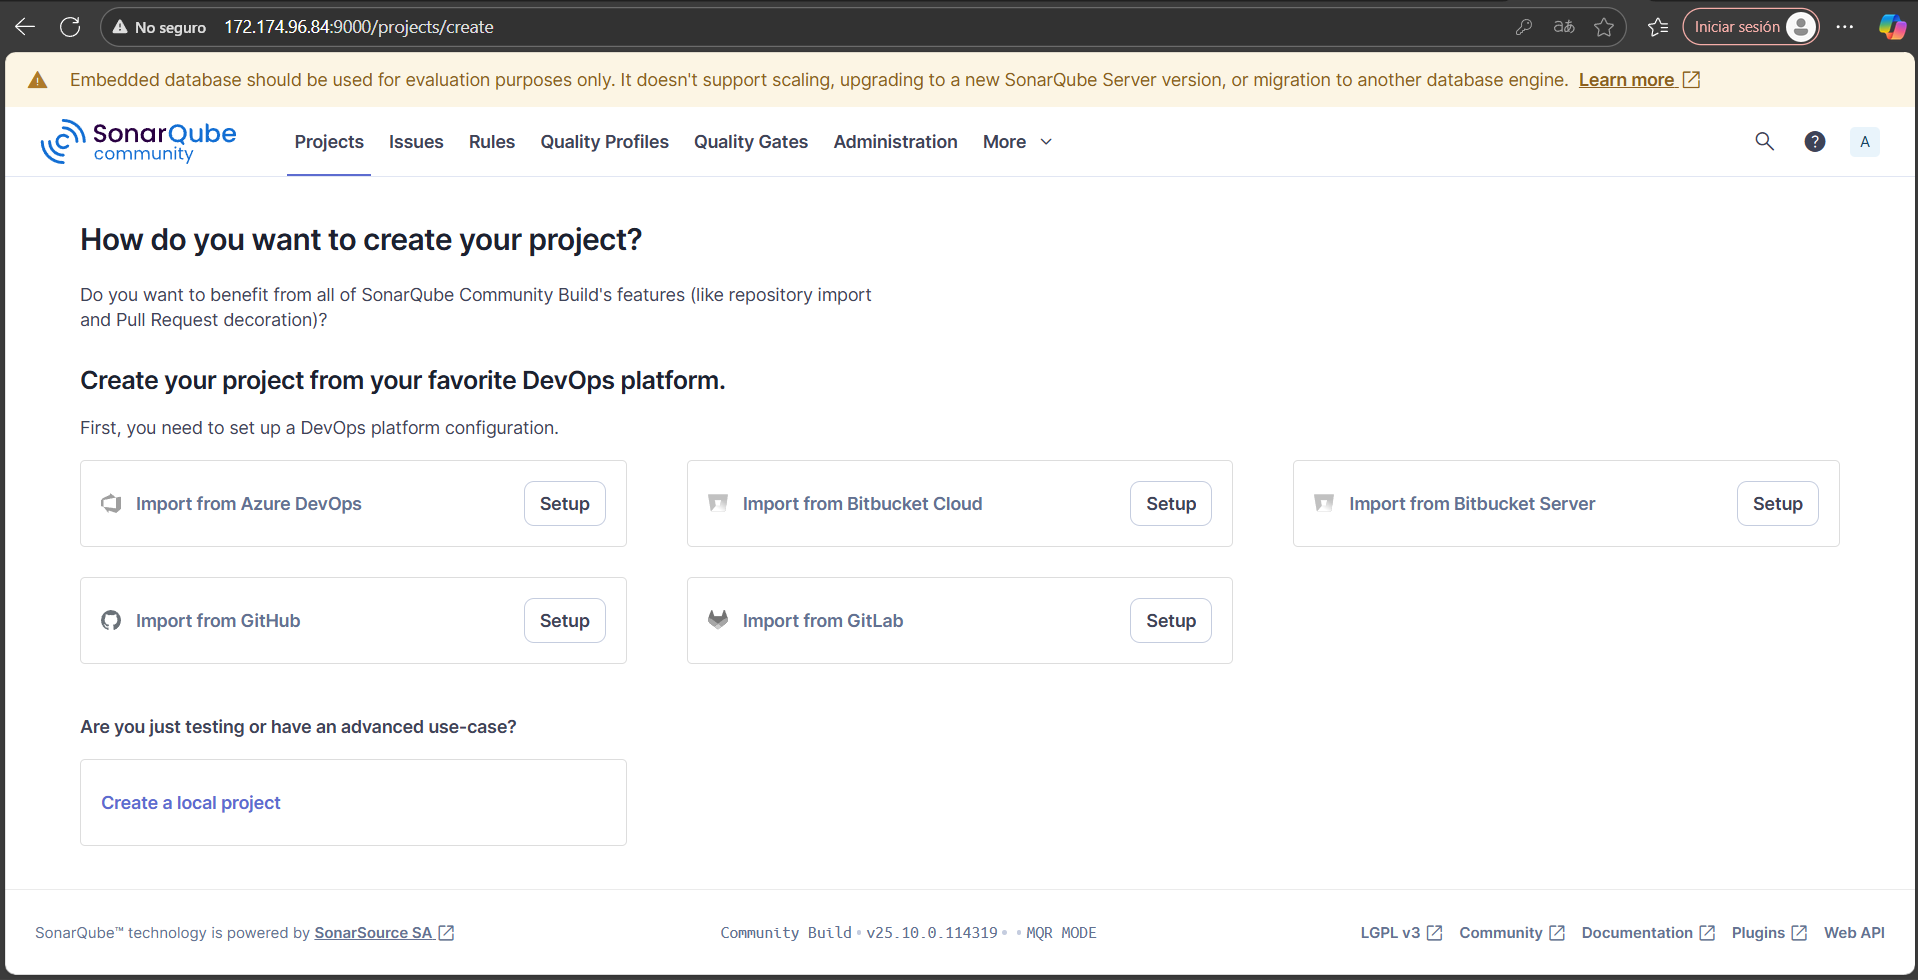 No seguro 172.174.96.84:9000/projects/create Iniciar sesión
Embedded database should be used for evaluation purposes only. It doesn't support scaling, upgrading to a new SonarQube Server version, or migration to another database engine. Learn more
SonarQube community
Projects Issues Rules Quality Profiles Quality Gates Administration More ? A
How do you want to create your project?
Do you want to benefit from all of SonarQube Community Build's features (like repository import
and Pull Request decoration)?
Create your project from your favorite DevOps platform.
First, you need to set up a DevOps platform configuration.
Import from Azure DevOps Setup
Import from Bitbucket Cloud Setup
Import from Bitbucket Server Setup
Import from GitHub Setup
Import from GitLab Setup
Are you just testing or have an advanced use-case?
Create a local project
SonarQube™ technology is powered by SonarSource SA
Community Build • v25.10.0.114319 • • MQR MODE
LGPL v3 Community Documentation Plugins Web API